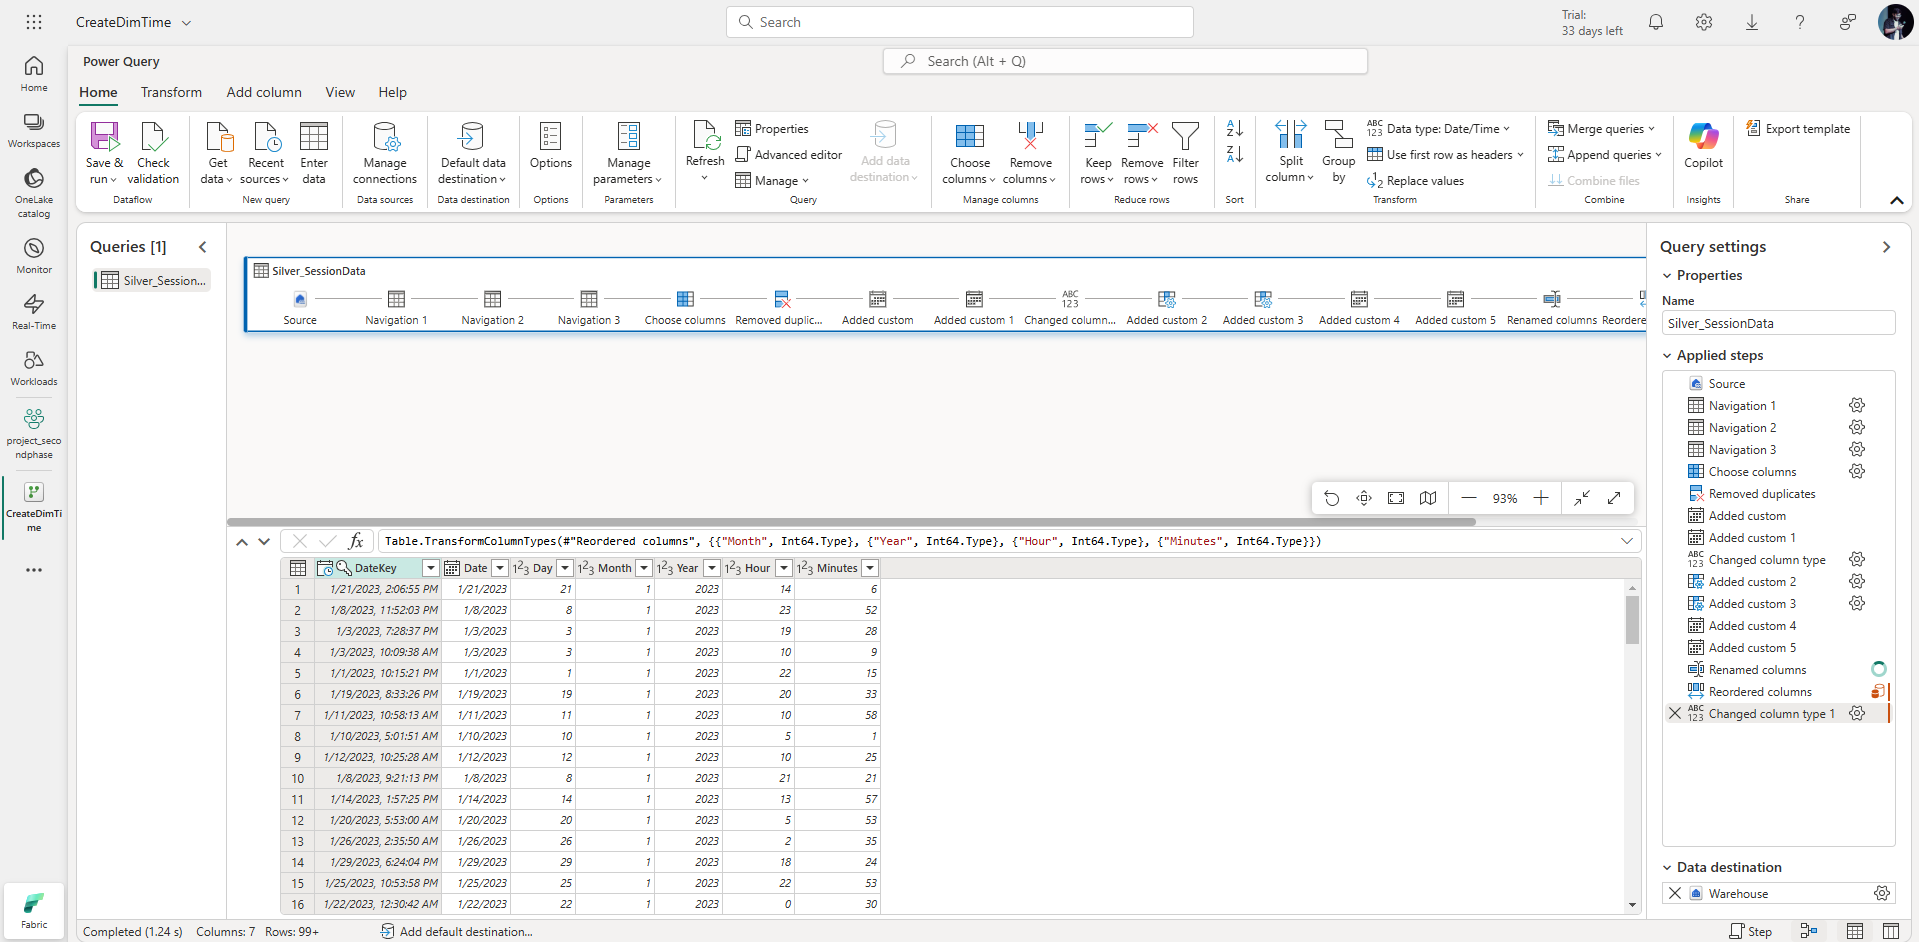 CreateDimTime
Search
Trial:
33 days left
Home
Workspaces
OneLake
catalog
Monitor
Real-Time
Workloads
project_seco
ndphase
CreateDimTi
me
Fabric
Power Query
Search (Alt + Q)
Home Transform Add column View Help
Save &
run
Check
validation
Dataflow
Get
data
Recent
sources
Enter
data
New query
Manage
connections
Data sources
Default data
destination
Data destination
Options
Options
Manage
parameters
Parameters
Refresh
Properties
Advanced editor
Manage
Add data
destination
Query
Choose
columns
Remove
columns
Manage columns
Keep
rows
Remove
rows
Filter
rows
Reduce rows
A
Z
Z
A
Sort
Split
column
Group
by
ABC
123
Data type: Date/Time
Use first row as headers
1
2
Replace values
Transform
Merge queries
Append queries
Combine files
Combine
Copilot
Insights
Export template
Share
Queries [1]
Silver_Session...
Silver_SessionData
Source
Navigation 1
Navigation 2
Navigation 3
Choose columns
Removed duplic...
Added custom
Added custom 1
ABC
123
Changed column...
Added custom 2
Added custom 3
Added custom 4
Added custom 5
Renamed columns
Reordere
93%
fx
Table.TransformColumnTypes(#"Reordered columns", {{"Month", Int64.Type}, {"Year", Int64.Type}, {"Hour", Int64.Type}, {"Minutes", Int64.Type}})
DateKey Date 123 Day 123 Month 123 Year 123 Hour 123 Minutes
1 1/21/2023, 2:06:55 PM 1/21/2023 21 1 2023 14 6
2 1/8/2023, 11:52:03 PM 1/8/2023 8 1 2023 23 52
3 1/3/2023, 7:28:37 PM 1/3/2023 3 1 2023 19 28
4 1/3/2023, 10:09:38 AM 1/3/2023 3 1 2023 10 9
5 1/1/2023, 10:15:21 PM 1/1/2023 1 1 2023 22 15
6 1/19/2023, 8:33:26 PM 1/19/2023 19 1 2023 20 33
7 1/11/2023, 10:58:13 AM 1/11/2023 11 1 2023 10 58
8 1/10/2023, 5:01:51 AM 1/10/2023 10 1 2023 5 1
9 1/12/2023, 10:25:28 AM 1/12/2023 12 1 2023 10 25
10 1/8/2023, 9:21:13 PM 1/8/2023 8 1 2023 21 21
11 1/14/2023, 1:57:25 PM 1/14/2023 14 1 2023 13 57
12 1/20/2023, 5:53:00 AM 1/20/2023 20 1 2023 5 53
13 1/26/2023, 2:35:50 AM 1/26/2023 26 1 2023 2 35
14 1/29/2023, 6:24:04 PM 1/29/2023 29 1 2023 18 24
15 1/25/2023, 10:53:58 PM 1/25/2023 25 1 2023 22 53
16 1/22/2023, 12:30:42 AM 1/22/2023 22 1 2023 0 30
Query settings
Properties
Name
Silver_SessionData
Applied steps
Source
Navigation 1
Navigation 2
Navigation 3
Choose columns
Removed duplicates
Added custom
Added custom 1
ABC
123
Changed column type
Added custom 2
Added custom 3
Added custom 4
Added custom 5
Renamed columns
Reordered columns
ABC
123
Changed column type 1
Data destination
Warehouse
Completed (1.24 s) Columns: 7 Rows: 99+
Add default destination...
Step